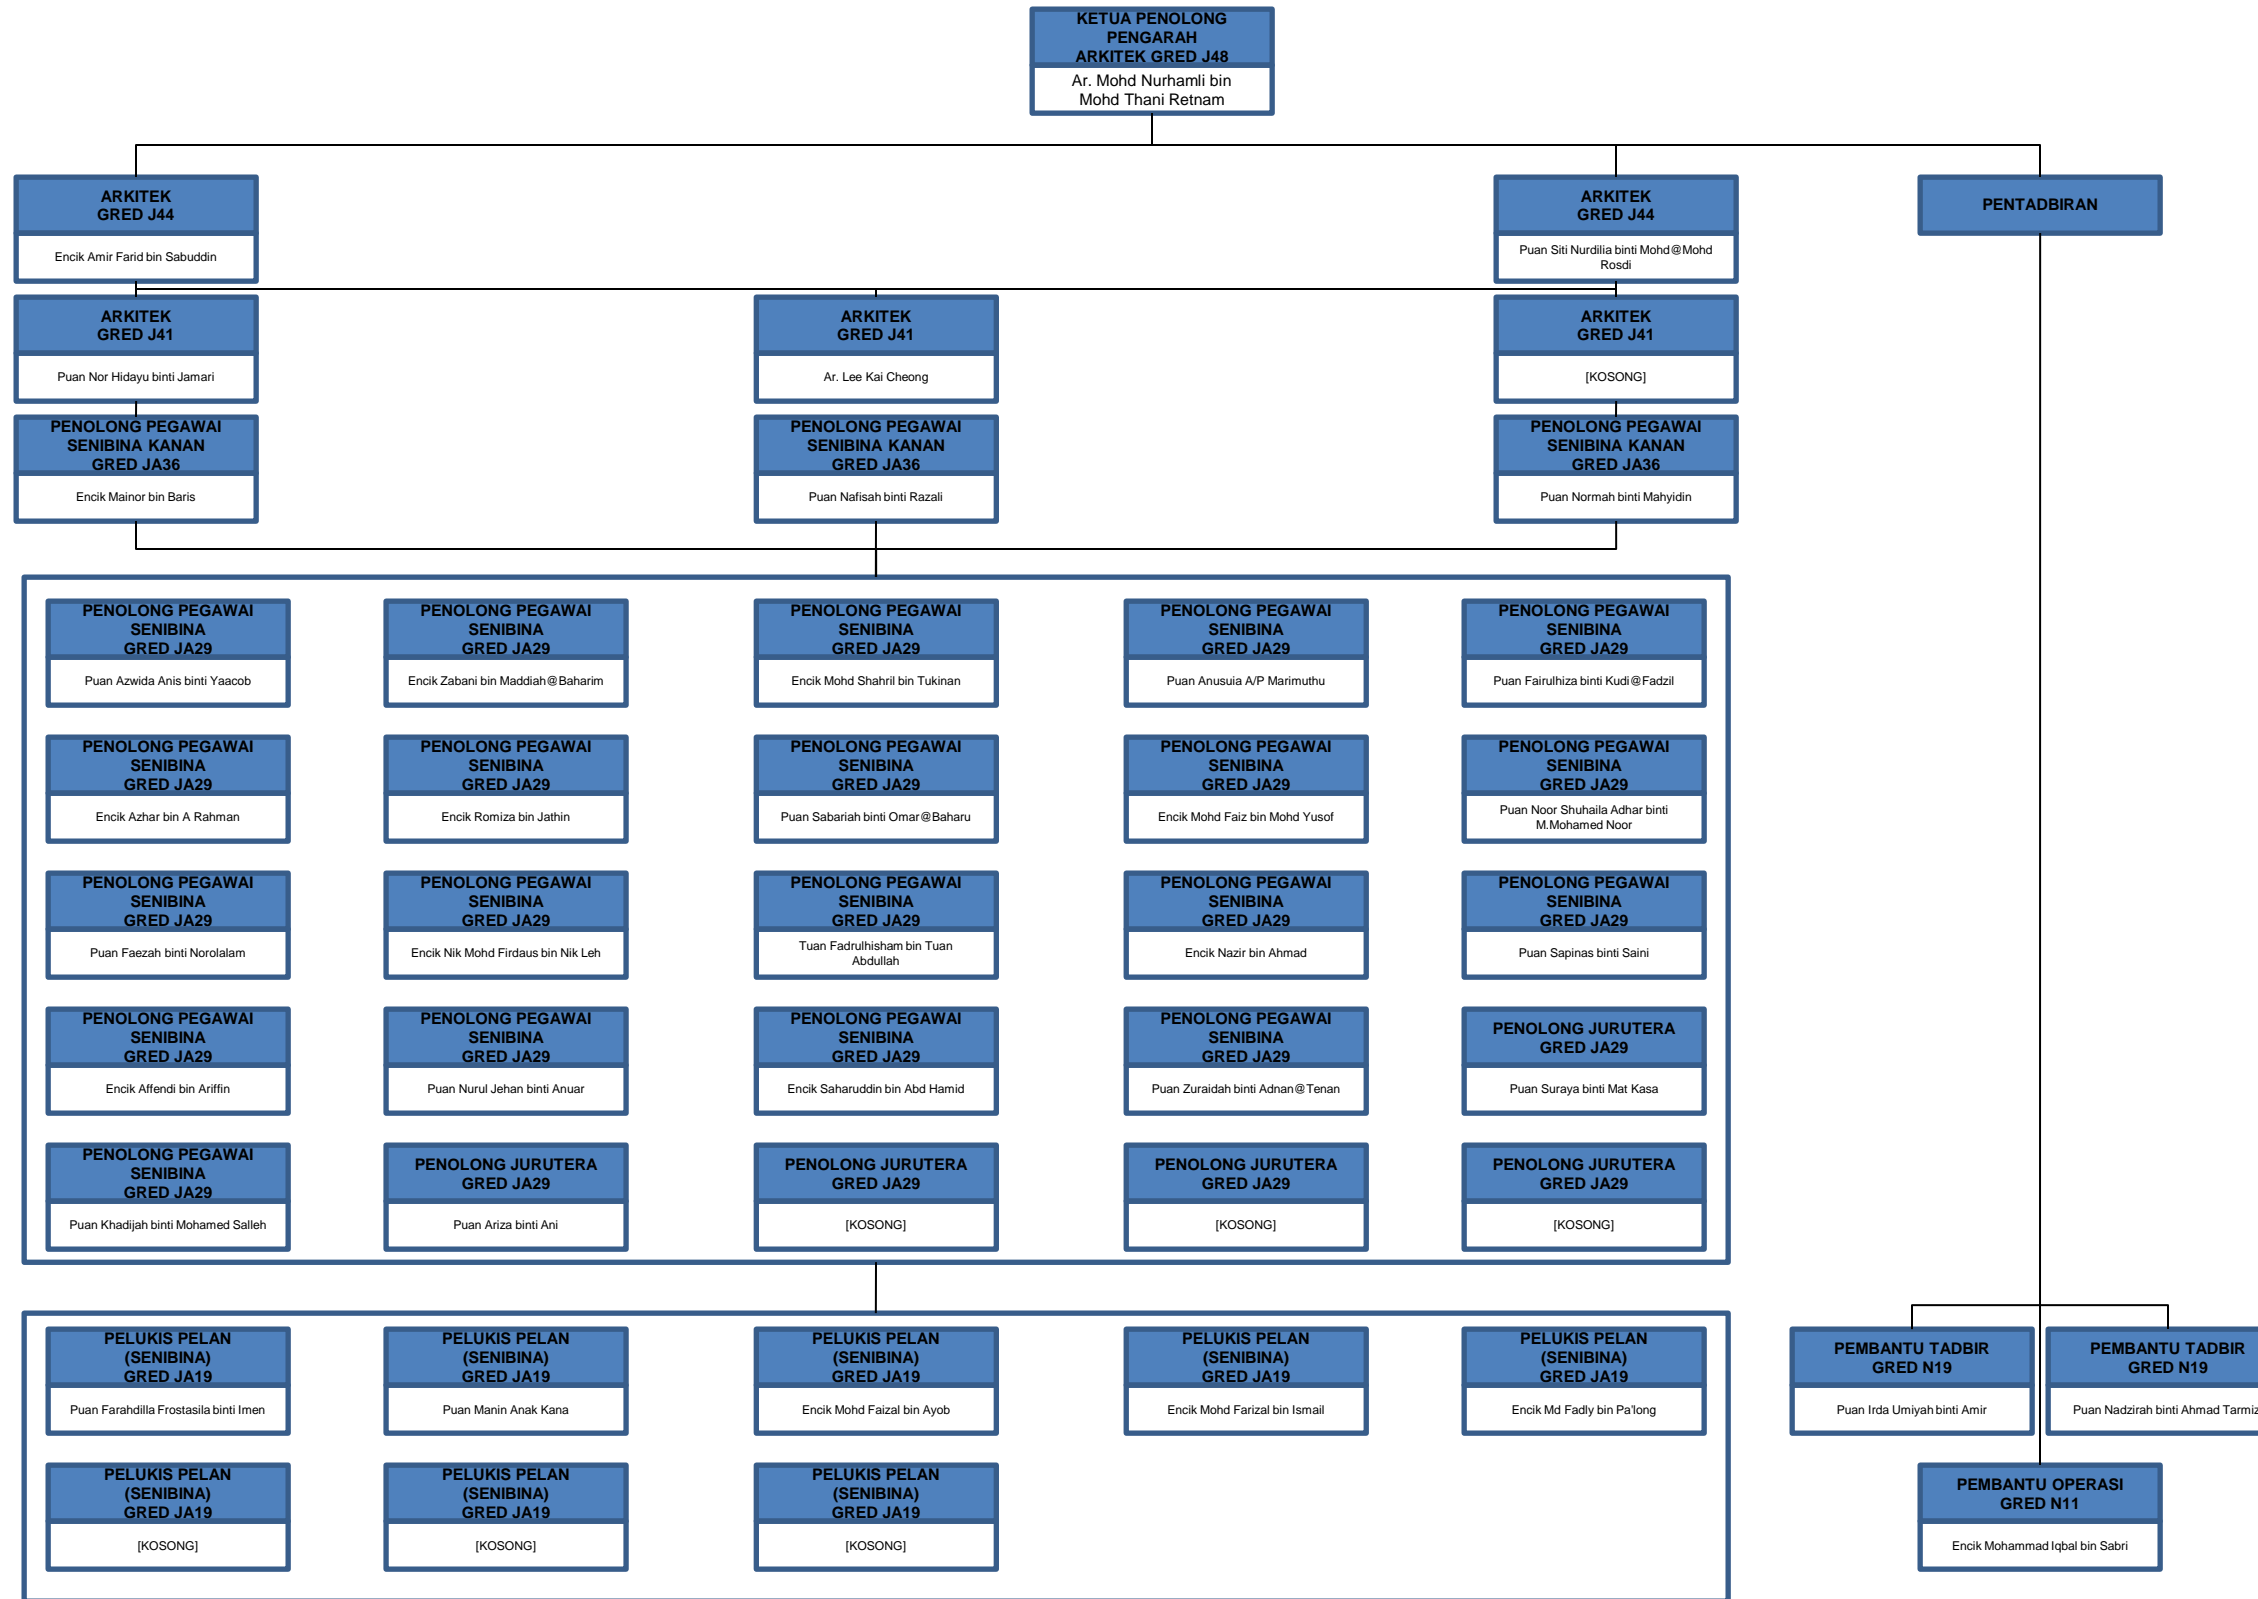 KETUA PENOLONG
PENGARAH
ARKITEK GRED J48
Ar. Mohd Nurhamli bin
Mohd Thani Retnam
ARKITEK
GRED J44
Encik Amir Farid bin Sabuddin
ARKITEK
GRED J44
Puan Siti Nurdilia binti Mohd@Mohd
Rosdi
PENTADBIRAN
ARKITEK
GRED J41
Puan Nor Hidayu binti Jamari
ARKITEK
GRED J41
Ar. Lee Kai Cheong
ARKITEK
GRED J41
[KOSONG]
PENOLONG PEGAWAI
SENIBINA KANAN
GRED JA36
Encik Mainor bin Baris
PENOLONG PEGAWAI
SENIBINA KANAN
GRED JA36
Puan Nafisah binti Razali
PENOLONG PEGAWAI
SENIBINA KANAN
GRED JA36
Puan Normah binti Mahyidin
PENOLONG PEGAWAI
SENIBINA
GRED JA29
Puan Azwida Anis binti Yaacob
PENOLONG PEGAWAI
SENIBINA
GRED JA29
Encik Zabani bin Maddiah@Baharim
PENOLONG PEGAWAI
SENIBINA
GRED JA29
Encik Mohd Shahril bin Tukinan
PENOLONG PEGAWAI
SENIBINA
GRED JA29
Puan Anusuia A/P Marimuthu
PENOLONG PEGAWAI
SENIBINA
GRED JA29
Puan Fairulhiza binti Kudi@Fadzil
PENOLONG PEGAWAI
SENIBINA
GRED JA29
Encik Azhar bin A Rahman
PENOLONG PEGAWAI
SENIBINA
GRED JA29
Encik Romiza bin Jathin
PENOLONG PEGAWAI
SENIBINA
GRED JA29
Puan Sabariah binti Omar@Baharu
PENOLONG PEGAWAI
SENIBINA
GRED JA29
Encik Mohd Faiz bin Mohd Yusof
PENOLONG PEGAWAI
SENIBINA
GRED JA29
Puan Noor Shuhaila Adhar binti
M.Mohamed Noor
PENOLONG PEGAWAI
SENIBINA
GRED JA29
Puan Faezah binti Norolalam
PENOLONG PEGAWAI
SENIBINA
GRED JA29
Encik Nik Mohd Firdaus bin Nik Leh
PENOLONG PEGAWAI
SENIBINA
GRED JA29
Tuan Fadrulhisham bin Tuan
Abdullah
PENOLONG PEGAWAI
SENIBINA
GRED JA29
Encik Nazir bin Ahmad
PENOLONG PEGAWAI
SENIBINA
GRED JA29
Puan Sapinas binti Saini
PENOLONG PEGAWAI
SENIBINA
GRED JA29
Encik Affendi bin Ariffin
PENOLONG PEGAWAI
SENIBINA
GRED JA29
Puan Nurul Jehan binti Anuar
PENOLONG PEGAWAI
SENIBINA
GRED JA29
Encik Saharuddin bin Abd Hamid
PENOLONG PEGAWAI
SENIBINA
GRED JA29
Puan Zuraidah binti Adnan@Tenan
PENOLONG JURUTERA
GRED JA29
Puan Suraya binti Mat Kasa
PENOLONG PEGAWAI
SENIBINA
GRED JA29
Puan Khadijah binti Mohamed Salleh
PENOLONG JURUTERA
GRED JA29
Puan Ariza binti Ani
PENOLONG JURUTERA
GRED JA29
[KOSONG]
PENOLONG JURUTERA
GRED JA29
[KOSONG]
PENOLONG JURUTERA
GRED JA29
[KOSONG]
PELUKIS PELAN
(SENIBINA)
GRED JA19
Puan Farahdilla Frostasila binti Imen
PELUKIS PELAN
(SENIBINA)
GRED JA19
Puan Manin Anak Kana
PELUKIS PELAN
(SENIBINA)
GRED JA19
Encik Mohd Faizal bin Ayob
PELUKIS PELAN
(SENIBINA)
GRED JA19
Encik Mohd Farizal bin Ismail
PELUKIS PELAN
(SENIBINA)
GRED JA19
Encik Md Fadly bin Pa'long
PEMBANTU TADBIR
GRED N19
Puan Irda Umiyah binti Amir
PEMBANTU TADBIR
GRED N19
Puan Nadzirah binti Ahmad Tarmiz
PELUKIS PELAN
(SENIBINA)
GRED JA19
[KOSONG]
PELUKIS PELAN
(SENIBINA)
GRED JA19
[KOSONG]
PELUKIS PELAN
(SENIBINA)
GRED JA19
[KOSONG]
PEMBANTU OPERASI
GRED N11
Encik Mohammad Iqbal bin Sabri